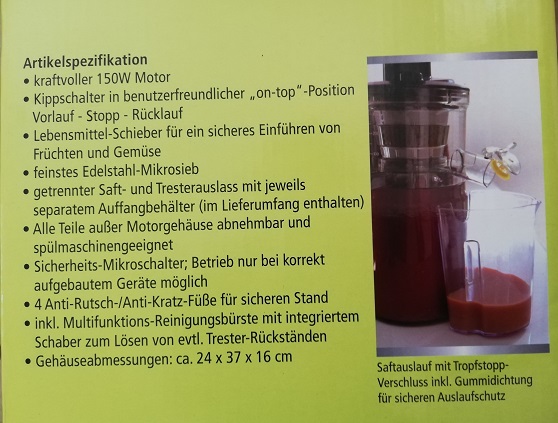 Artikelspezifikation
• kraftvoller 150W Motor
• Kippschalter in benutzerfreundlicher „on-top"-Position
Vorlauf - Stopp - Rücklauf
• Lebensmittel-Schieber für ein sicheres Einführen von
Früchten und Gemüse
• feinstes Edelstahl-Mikrosieb
• getrennter Saft- und Tresterauslass mit jeweils
separatem Auffangbehälter (im Lieferumfang enthalten)
• Alle Teile außer Motorgehäuse abnehmbar und
spülmaschinengeeignet
• Sicherheits-Mikroschalter; Betrieb nur bei korrekt
aufgebautem Geräte möglich
• 4 Anti-Rutsch-/Anti-Kratz-Füße für sicheren Stand
• inkl. Multifunktions-Reinigungsbürste mit integriertem
Schaber zum Lösen von evtl. Trester-Rückständen
• Gehäuseabmessungen: ca. 24 x 37 x 16 cm
Saftauslauf mit Tropfstopp-
Verschluss inkl. Gummidichtung
für sicheren Auslaufschutz